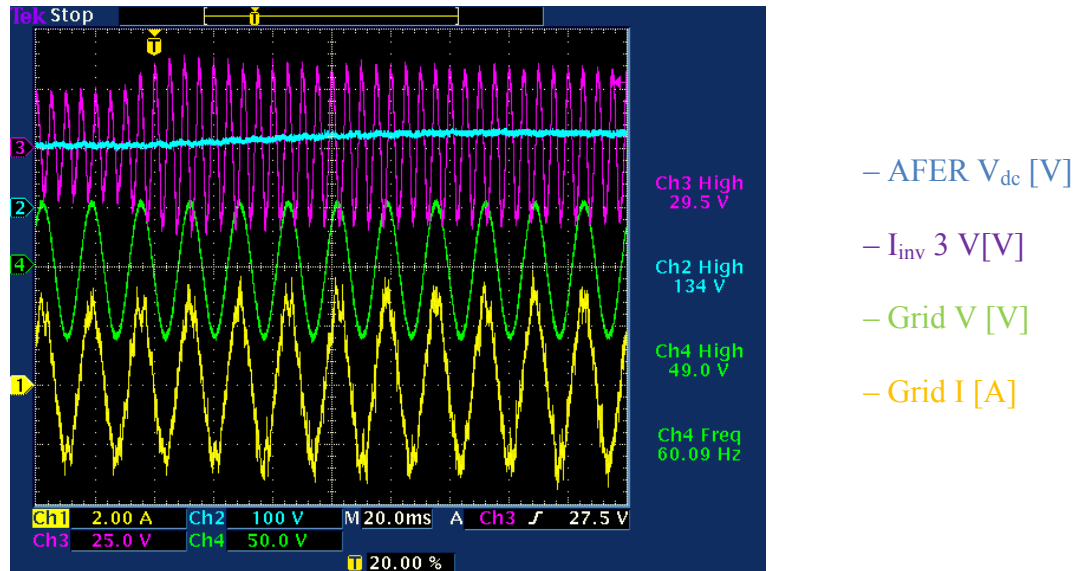 Tek Stop
T
T
3
2
4
1
Ch3 High
29.5 V
Ch2 High
134 V
Ch4 High
49.0 V
Ch4 Freq
60.09 Hz
Ch1 2.00 A Ch2 100 V M 20.0ms A Ch3 ƒ 27.5 V
Ch3 25.0 V Ch4 50.0 V
T 20.00 %
– AFER Vdc [V]
– Iinv 3 V[V]
– Grid V [V]
– Grid I [A]